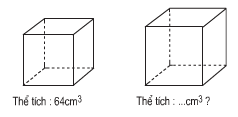 Thể tích : 64cm³
Thể tích : ...cm³ ?